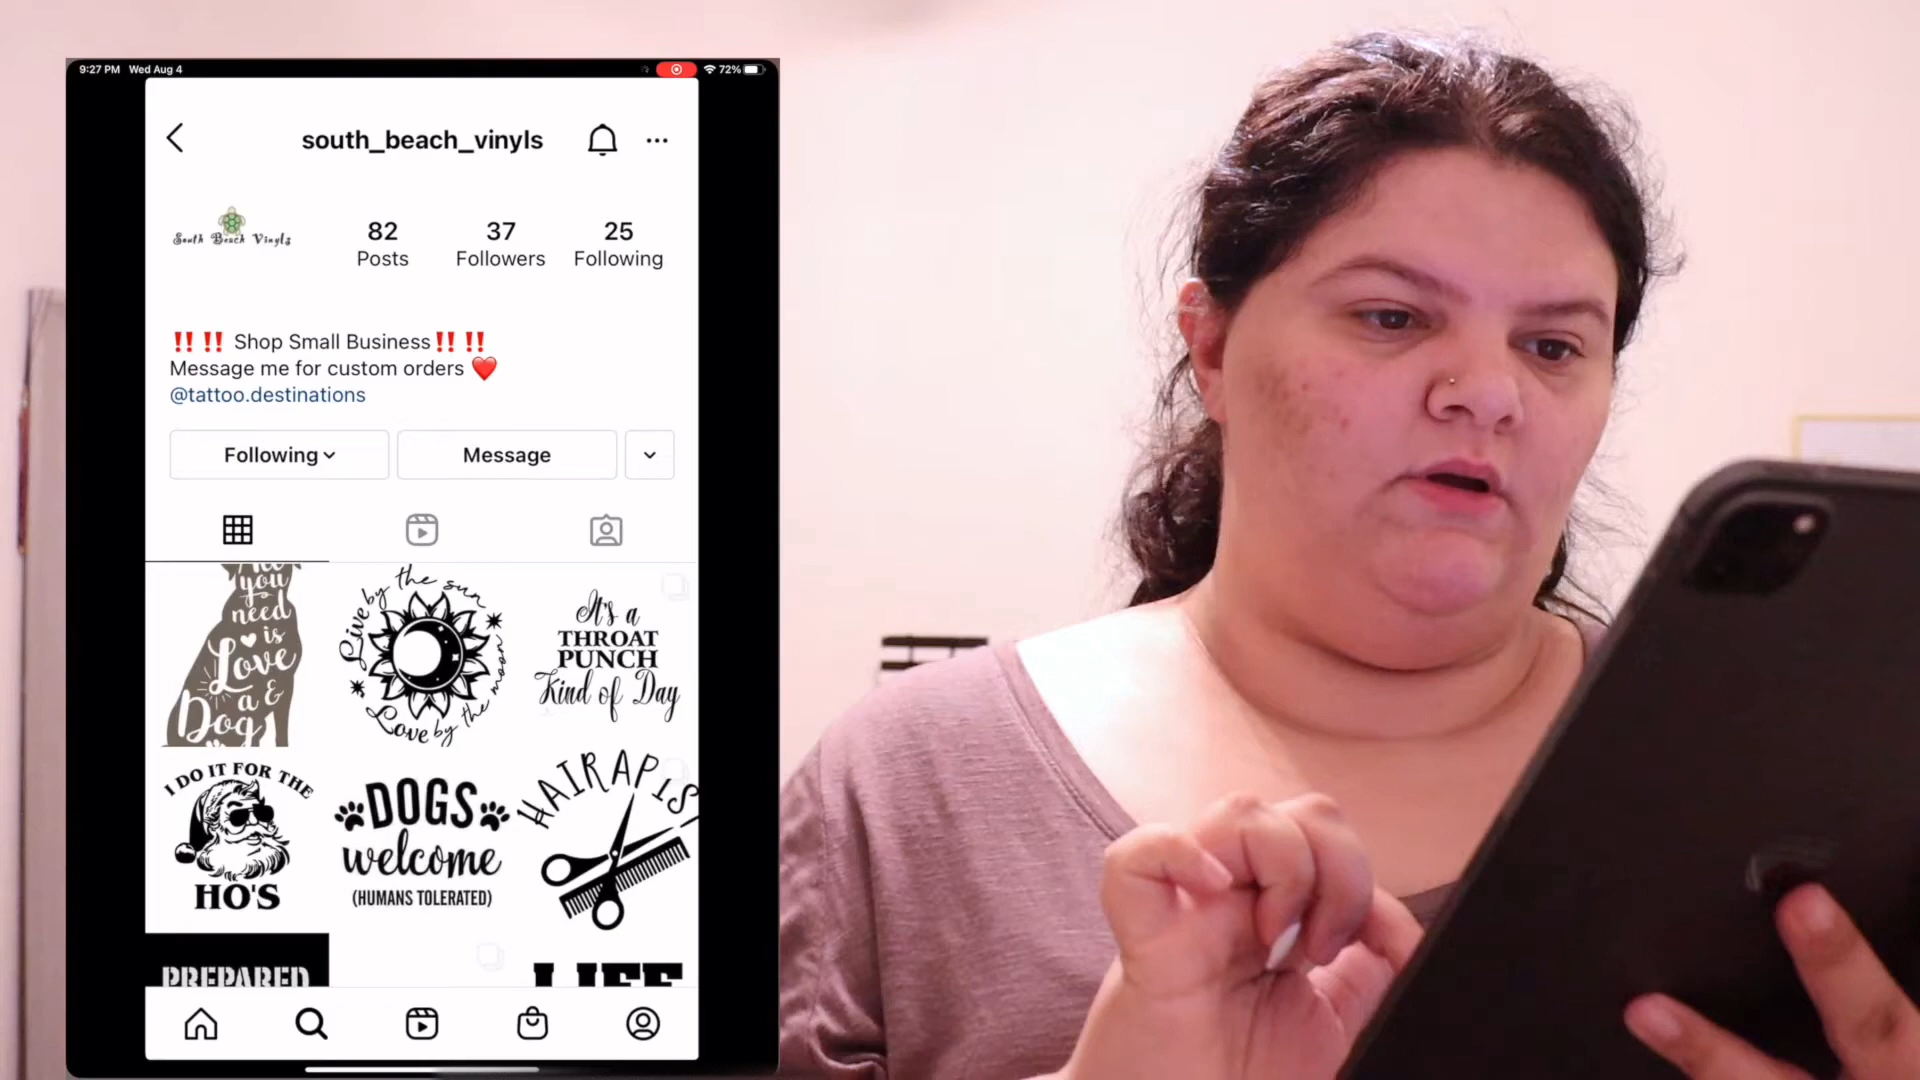 9:27 PM Wed Aug 4
72%
south_beach_vinyls
South Beach Vinyls
82
Posts
37
Followers
25
Following
‼️ ‼️ Shop Small Business‼️ ‼️
Message me for custom orders ❤️
@tattoo.destinations
Following
Message
you
need
is
Love
a &
Dog
Live by the sun
Love by the moon
It's a
THROAT
PUNCH
Kind of Day
I DO IT FOR THE
HO'S
DOGS
welcome
(HUMANS TOLERATED)
HAIRAPIS
PREPARED
LIFE